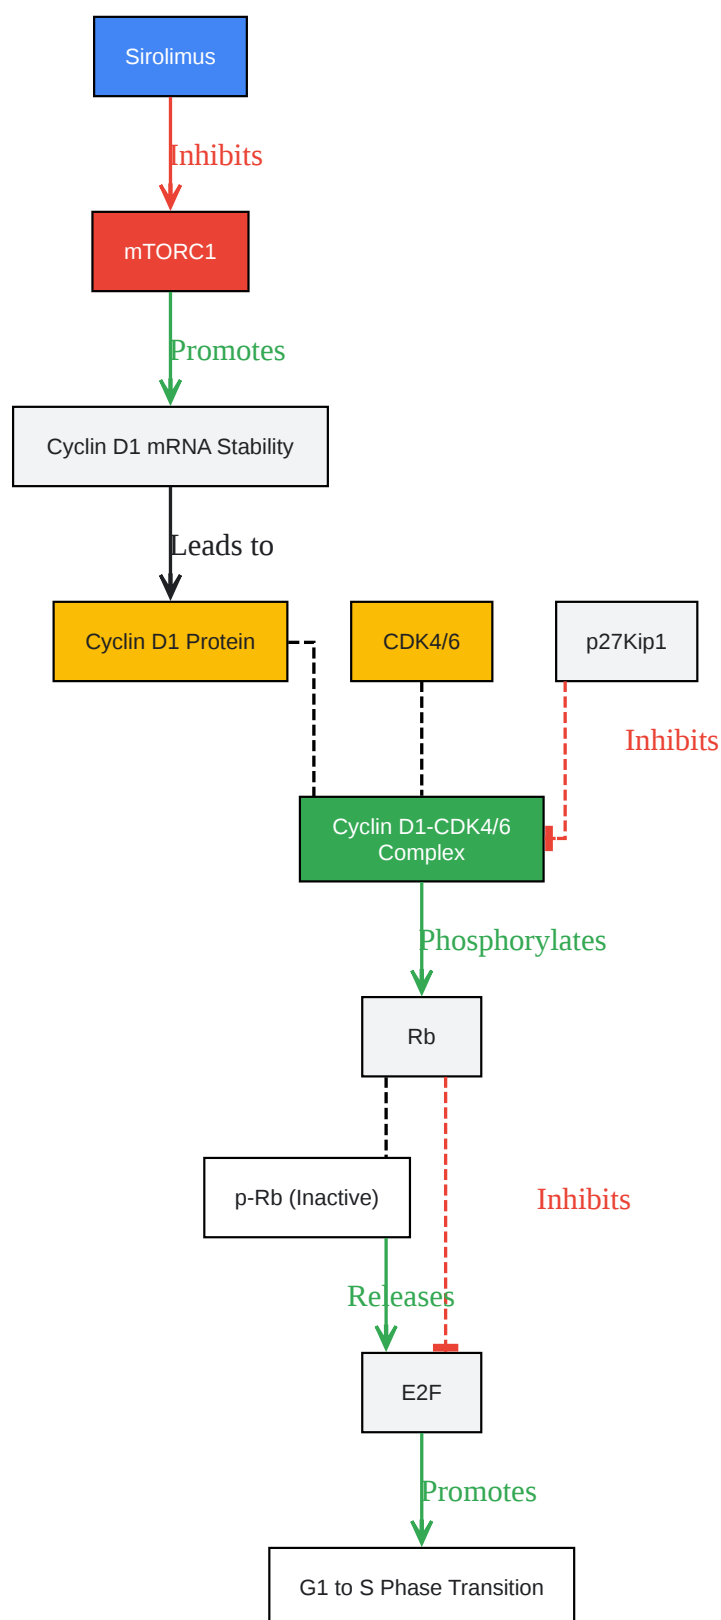 Sirolimus
Inhibits
mTORC1
Promotes
Cyclin D1 mRNA Stability
Leads to
Cyclin D1 Protein
CDK4/6
p27Kip1
Inhibits
Cyclin D1-CDK4/6
Complex
Phosphorylates
Rb
p-Rb (Inactive)
Inhibits
Releases
E2F
Promotes
G1 to S Phase Transition